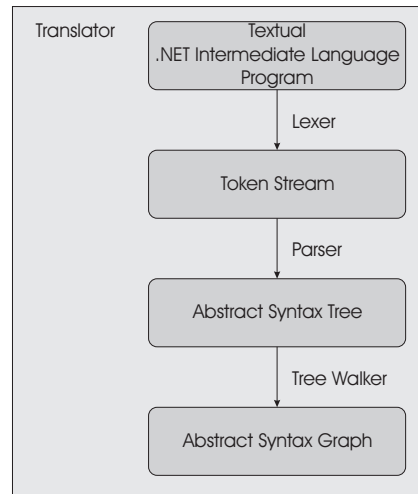 Translator
Textual
.NET Intermediate Language
Program
Lexer
Token Stream
Parser
Abstract Syntax Tree
Tree Walker
Abstract Syntax Graph